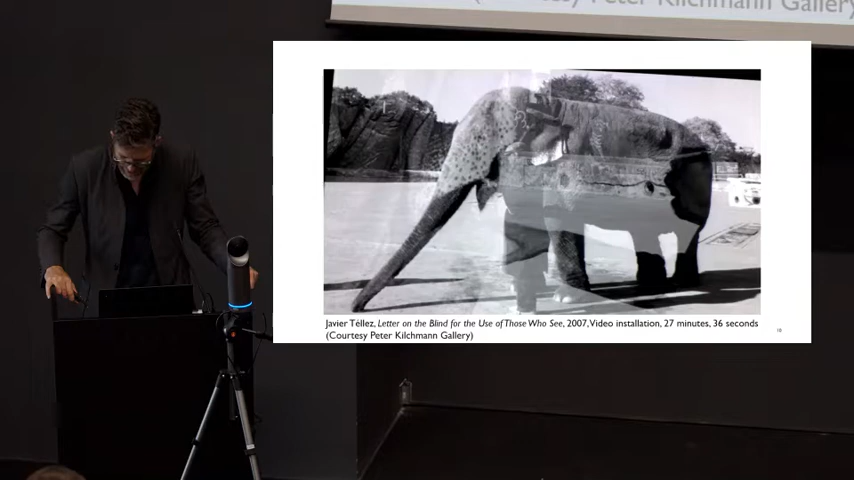 Peter Kilchmann Gallery
Javier Téllez, Letter on the Blind for the Use of Those Who See, 2007, Video installation, 27 minutes, 36 seconds
(Courtesy Peter Kilchmann Gallery)